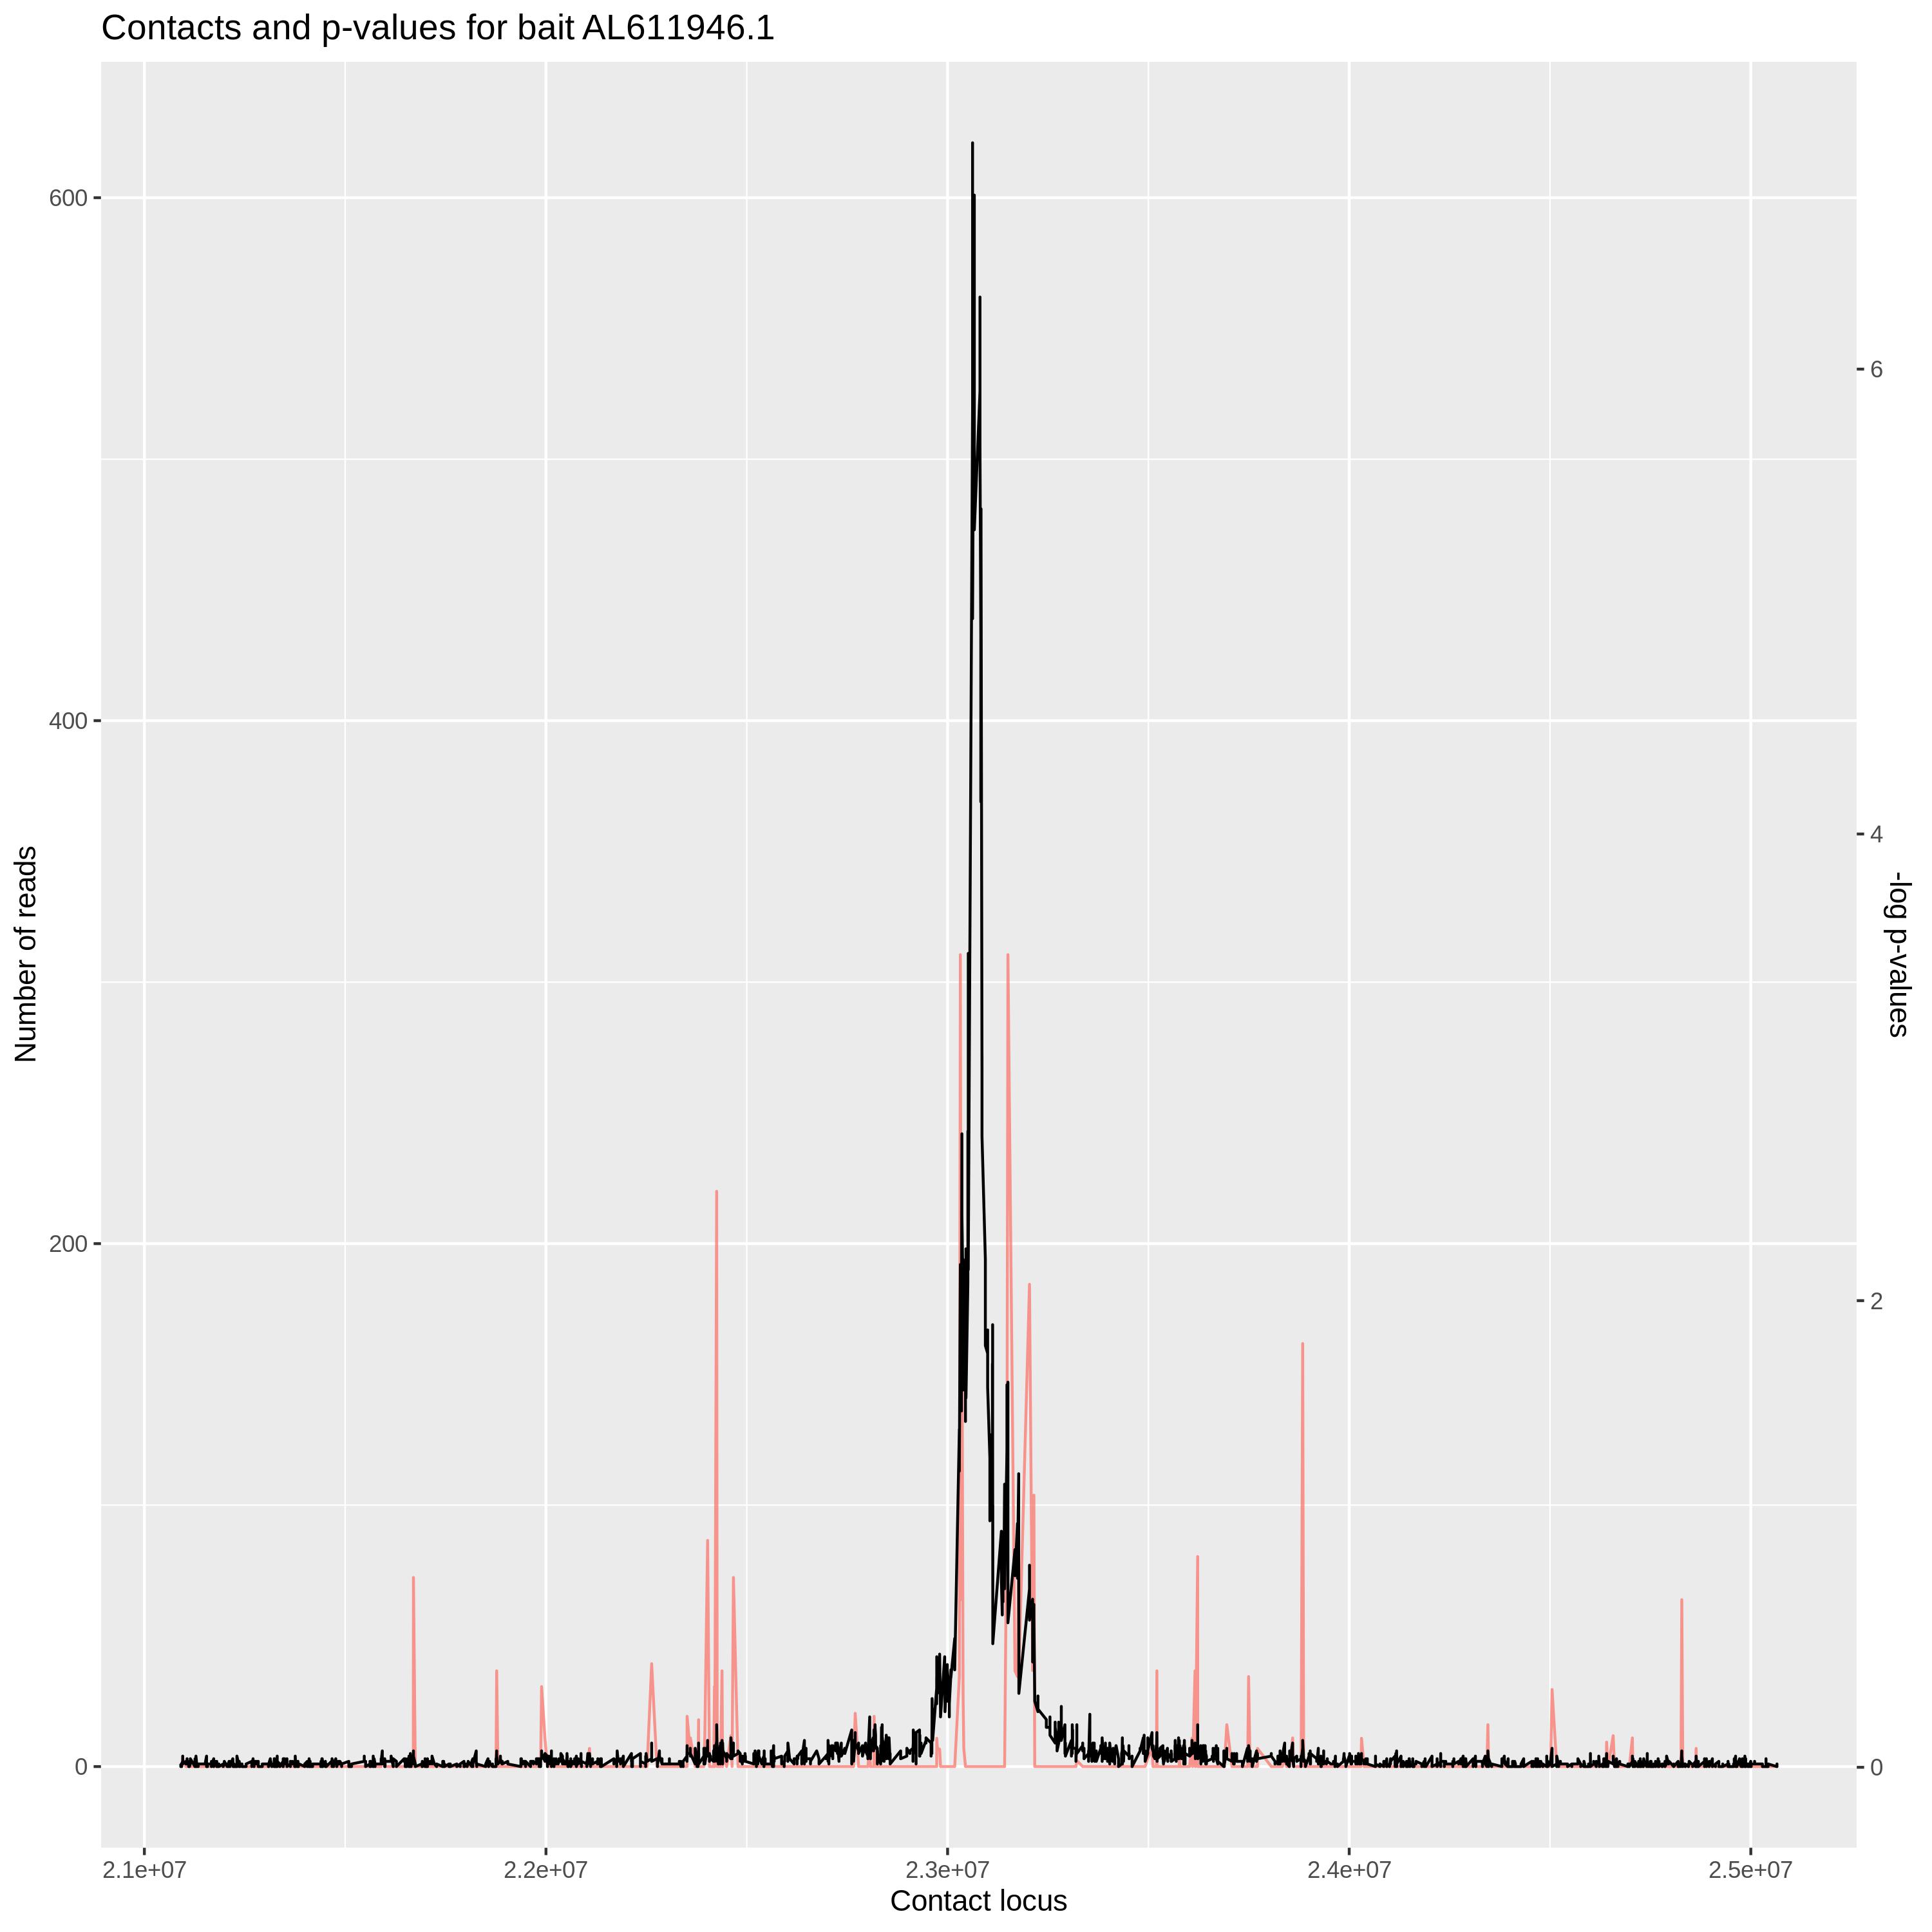 Contacts and p-values for bait AL611946.1
600
400
200
0
Number of reads
6
4
2
0
-log p-values
2.1e+07 2.2e+07 2.3e+07 2.4e+07 2.5e+07
Contact locus